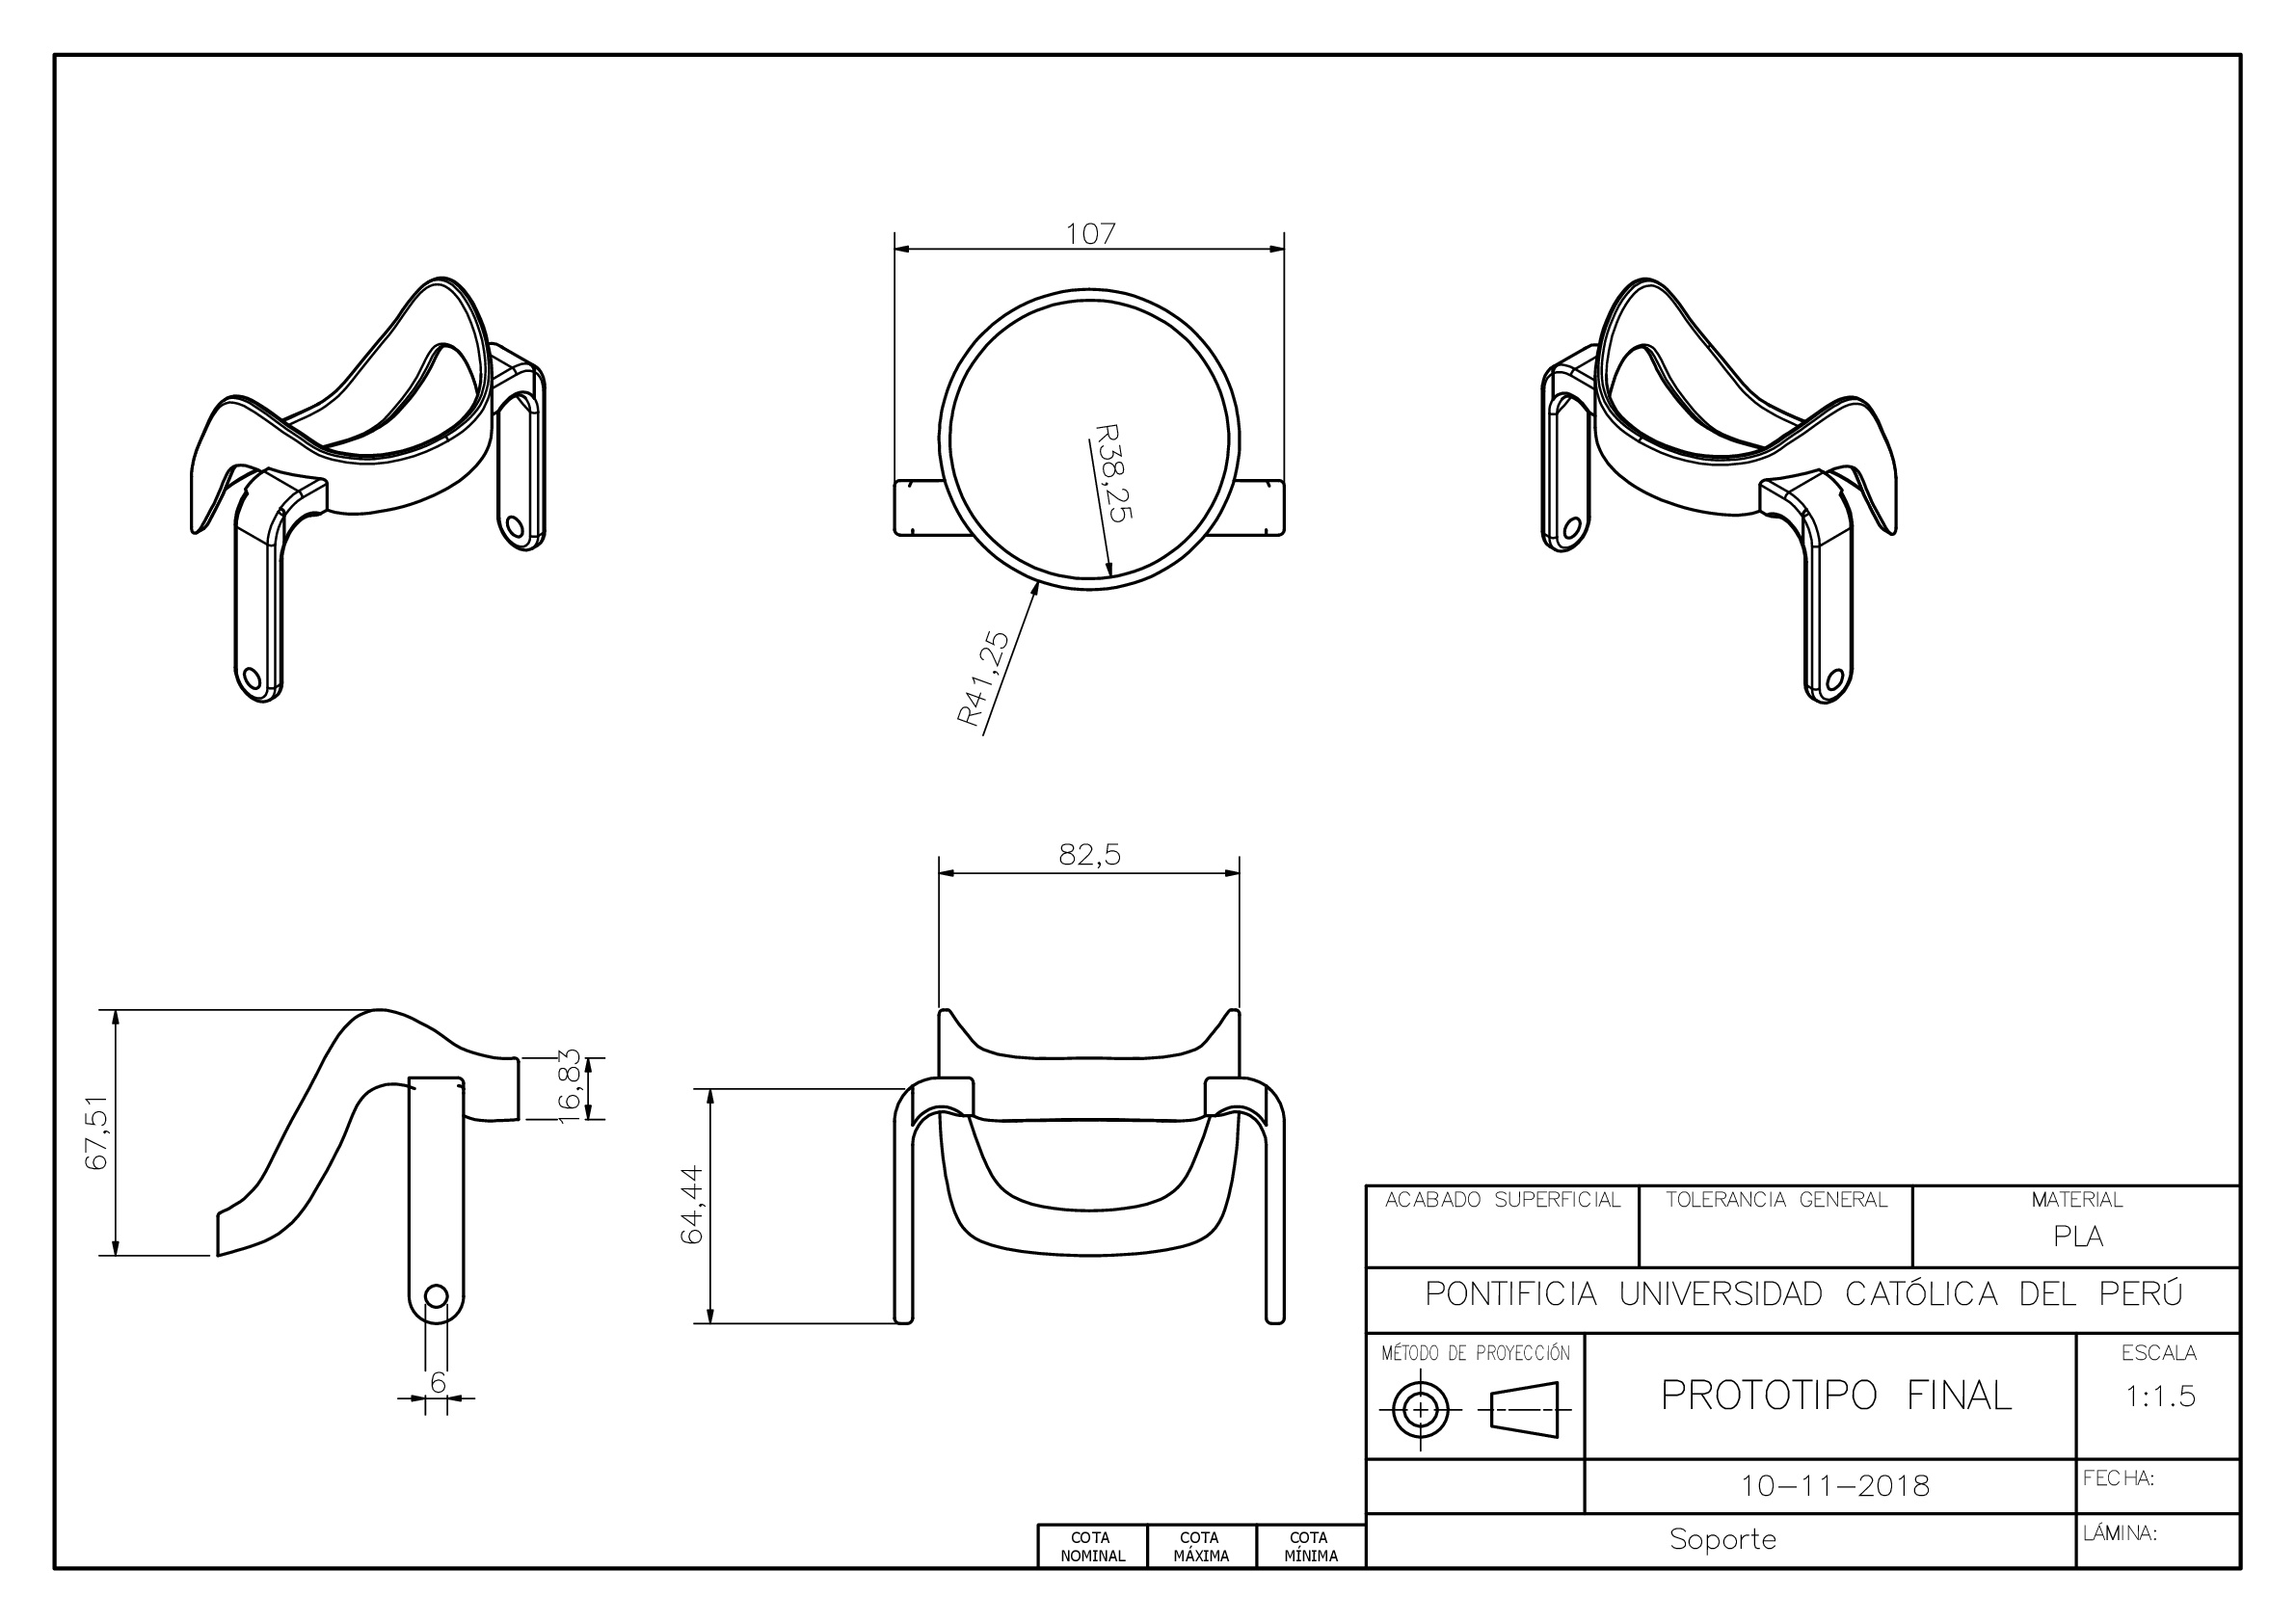 107
R38,25
R41,25
82,5
67,51
16,83
64,44
6
ACABADO SUPERFICIAL
TOLERANCIA GENERAL
MATERIAL
PLA
PONTIFICIA UNIVERSIDAD CATÓLICA DEL PERÚ
MÉTODO DE PROYECCIÓN
PROTOTIPO FINAL
ESCALA
1:1.5
10-11-2018
FECHA:
Soporte
LÁMINA:
COTA
NOMINAL
COTA
MÁXIMA
COTA
MÍNIMA